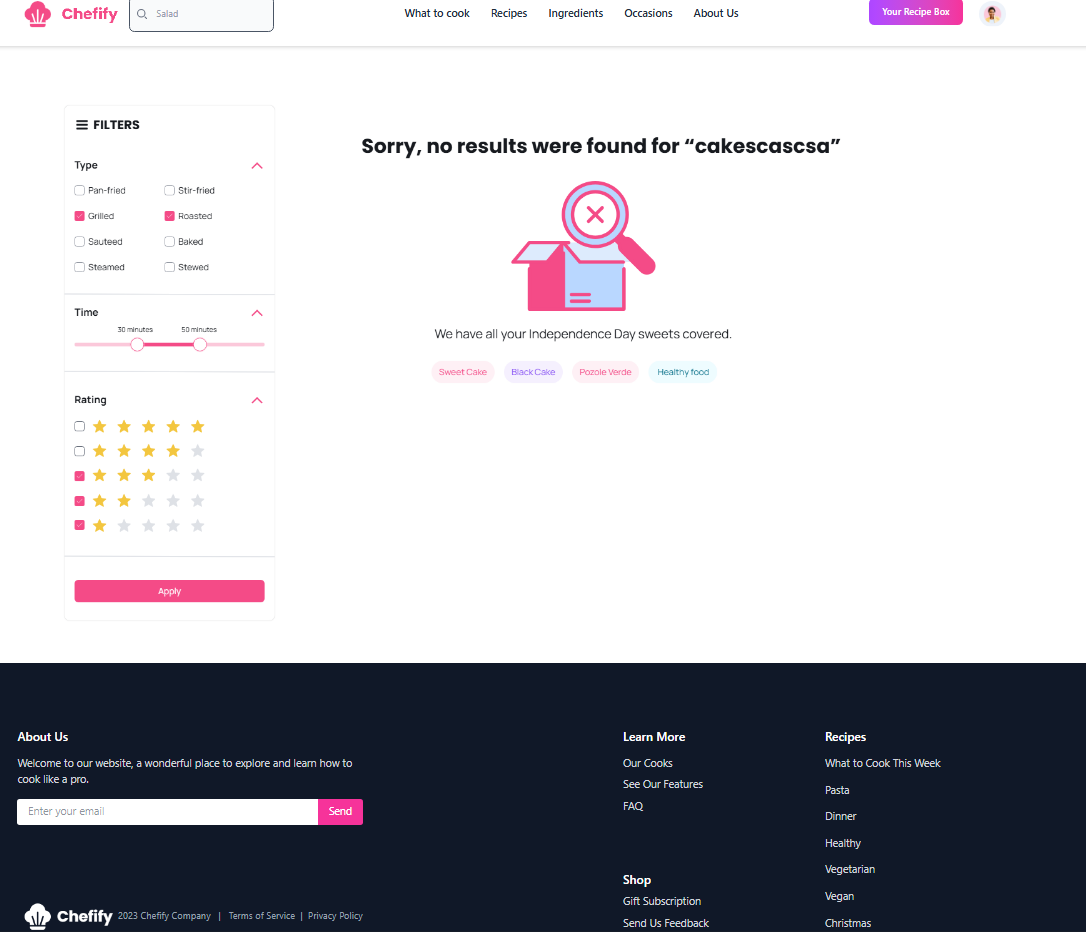 Chefify
Salad
What to cook
Recipes
Ingredients
Occasions
About Us
Your Recipe Box
FILTERS
Type
Pan-fried
Stir-fried
Grilled
Roasted
Sauteed
Baked
Steamed
Stewed
Time
30 minutes
50 minutes
Rating
Apply
Sorry, no results were found for “cakescascsa”
We have all your Independence Day sweets covered.
Sweet Cake
Black Cake
Pozole Verde
Healthy food
About Us
Welcome to our website, a wonderful place to explore and learn how to
cook like a pro.
Enter your email
Send
Chefify
2023 Chefify Company | Terms of Service | Privacy Policy
Learn More
Our Cooks
See Our Features
FAQ
Shop
Gift Subscription
Send Us Feedback
Recipes
What to Cook This Week
Pasta
Dinner
Healthy
Vegetarian
Vegan
Christmas